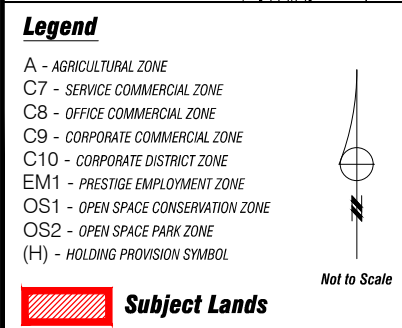 Legend
A - AGRICULTURAL ZONE
C7 - SERVICE COMMERCIAL ZONE
C8 - OFFICE COMMERCIAL ZONE
C9 - CORPORATE COMMERCIAL ZONE
C10 - CORPORATE DISTRICT ZONE
EM1 - PRESTIGE EMPLOYMENT ZONE
OS1 - OPEN SPACE CONSERVATION ZONE
OS2 - OPEN SPACE PARK ZONE
(H) - HOLDING PROVISION SYMBOL
Not to Scale
Subject Lands